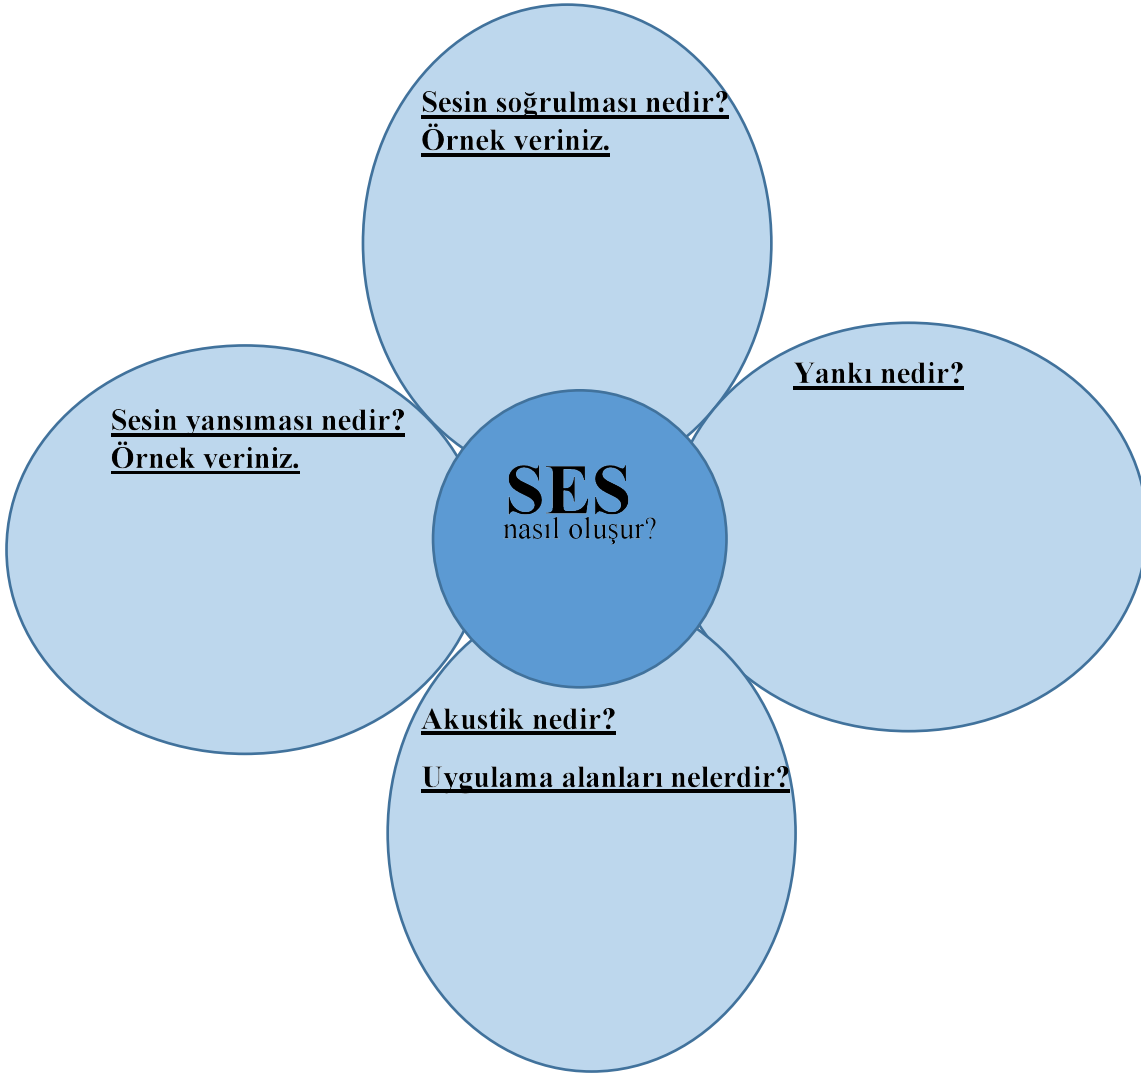 Sesin soğrulması nedir?
Örnek veriniz.
Yankı nedir?
Sesin yansıması nedir?
Örnek veriniz.
SES
nasıl oluşur?
Akustik nedir?
Uygulama alanları nelerdir?